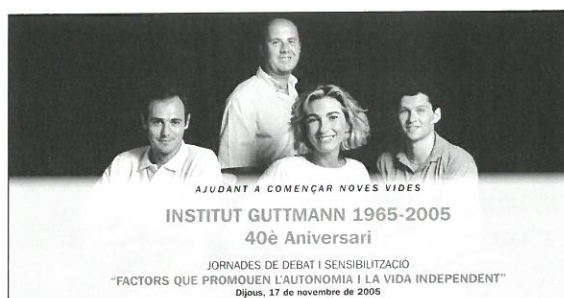 AJUDANT A COMENÇAR NOVES VIDES
INSTITUT GUTTMANN 1965-2005
40è Aniversari
JORNADES DE DEBAT I SENSIBILITZACIÓ
"FACTORS QUE PROMOUEN L'AUTONOMIA I LA VIDA INDEPENDENT"
Dijous, 17 de novembre de 2005